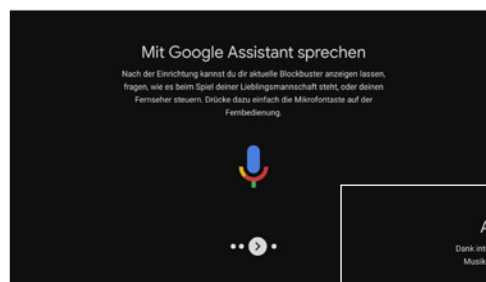 Mit Google Assistant sprechen
Nach der Einrichtung kannst du dir aktuelle Blockbuster anzeigen lassen,
fragen, wie es beim Spiel deiner Lieblingsmannschaft steht, oder deinen
Fernseher steuern. Drücke dazu einfach die Mikrofontaste auf der
Fernbedienung.
Dank
Musik